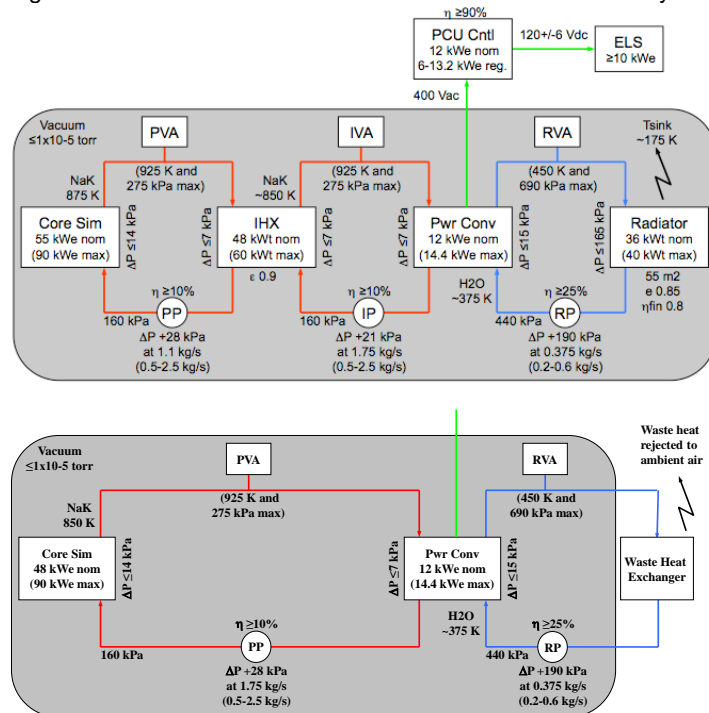 η ≥90%
PCU Cntl
12 kWe nom
6-13.2 kWe reg.
120+/-6 Vdc
ELS
≥10 kWe
400 Vac
Vacuum
≤1x10-5 torr
PVA
IVA
RVA
Tsink
~175 K
NaK
875 K
(925 K and
275 kPa max)
NaK
~850 K
(925 K and
275 kPa max)
(450 K and
690 kPa max)
Core Sim
55 kWe nom
(90 kWe max)
ΔP ≤14 kPa
ΔP ≤7 kPa
IHX
48 kWt nom
(60 kWt max)
ε 0.9
ΔP ≤7 kPa
ΔP ≤7 kPa
Pwr Conv
12 kWe nom
(14.4 kWe max)
ΔP ≤15 kPa
ΔP ≤165 kPa
Radiator
36 kWt nom
(40 kWt max)
55 m2
e 0.85
ηfin 0.8
H2O
~375 K
η ≥10%
PP
160 kPa
ΔP +28 kPa
at 1.1 kg/s
(0.5-2.5 kg/s)
η ≥10%
IP
160 kPa
ΔP +21 kPa
at 1.75 kg/s
(0.5-2.5 kg/s)
η ≥25%
RP
440 kPa
ΔP +190 kPa
at 0.375 kg/s
(0.2-0.6 kg/s)
Vacuum
≤1x10-5 torr
PVA
RVA
Waste heat
rejected to
ambient air
NaK
850 K
(925 K and
275 kPa max)
(450 K and
690 kPa max)
Core Sim
48 kWe nom
(90 kWe max)
ΔP ≤14 kPa
ΔP ≤7 kPa
Pwr Conv
12 kWe nom
(14.4 kWe max)
ΔP ≤15 kPa
Waste Heat
Exchanger
H2O
~375 K
η ≥10%
PP
160 kPa
ΔP +28 kPa
at 1.75 kg/s
(0.5-2.5 kg/s)
η ≥25%
RP
440 kPa
ΔP +190 kPa
at 0.375 kg/s
(0.2-0.6 kg/s)